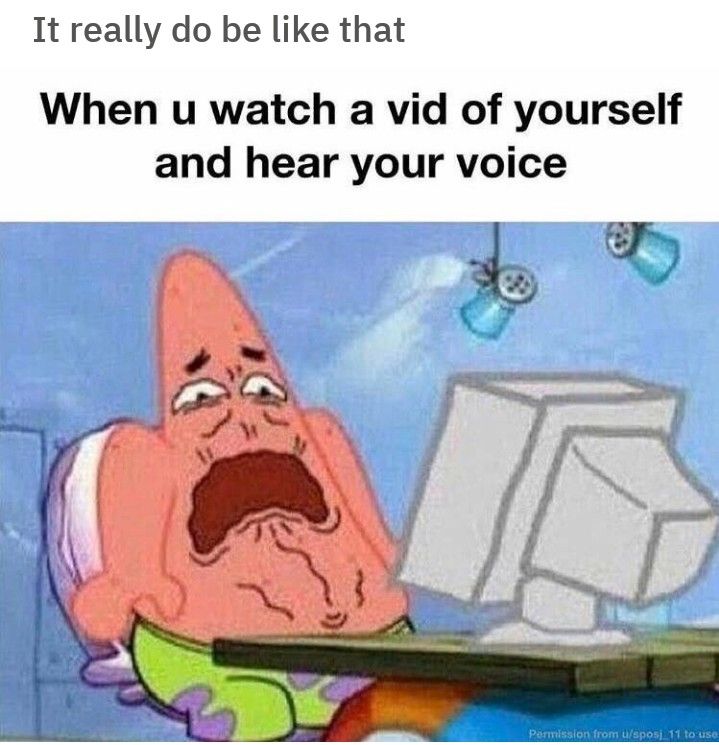 It really do be like that
When u watch a vid of yourself
and hear your voice
Permission from u/sposj_11 to use